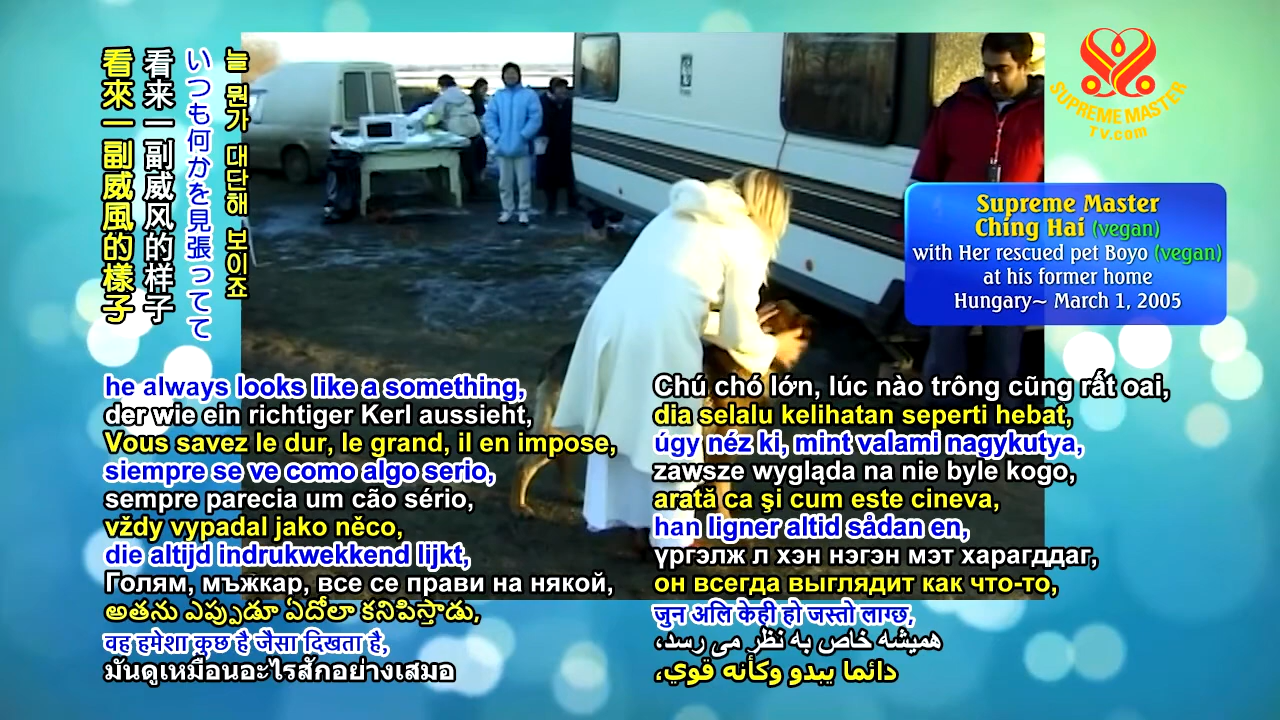 看來一副威風的樣子
看来一副威风的样子
いつも何かを見張ってて
늘 뭔가 대단해 보이죠
SUPREME MASTER
TV.com
Supreme Master
Ching Hai (vegan)
with Her rescued pet Boyo (vegan)
at his former home
Hungary~ March 1, 2005
he always looks like a something,
der wie ein richtiger Kerl aussieht,
Vous savez le dur, le grand, il en impose,
siempre se ve como algo serio,
sempre parecia um cão sério,
vždy vypadal jako něco,
die altijd indrukwekkend lijkt,
Голям, мъжкар, все се прави на някой,
అతను ఎప్పుడూ ఏదోలా కనిపిస్తాడు,
वह हमेशा कुछ है जैसा दिखता है,
มันดูเหมือนอะไรสักอย่างเสมอ
Chú chó lớn, lúc nào trông cũng rất oai,
dia selalu kelihatan seperti hebat,
úgy néz ki, mint valami nagykutya,
zawsze wygląda na nie byle kogo,
arată ca şi cum este cineva,
han ligner altid sådan en,
үргэлж л хэн нэгэн мэт харагддаг,
он всегда выглядит как что-то,
जुन अलि केही हो जस्तो लाग्छ,
همیشه خاص به نظر می رسد،
دائما يبدو وكأنه قوي،